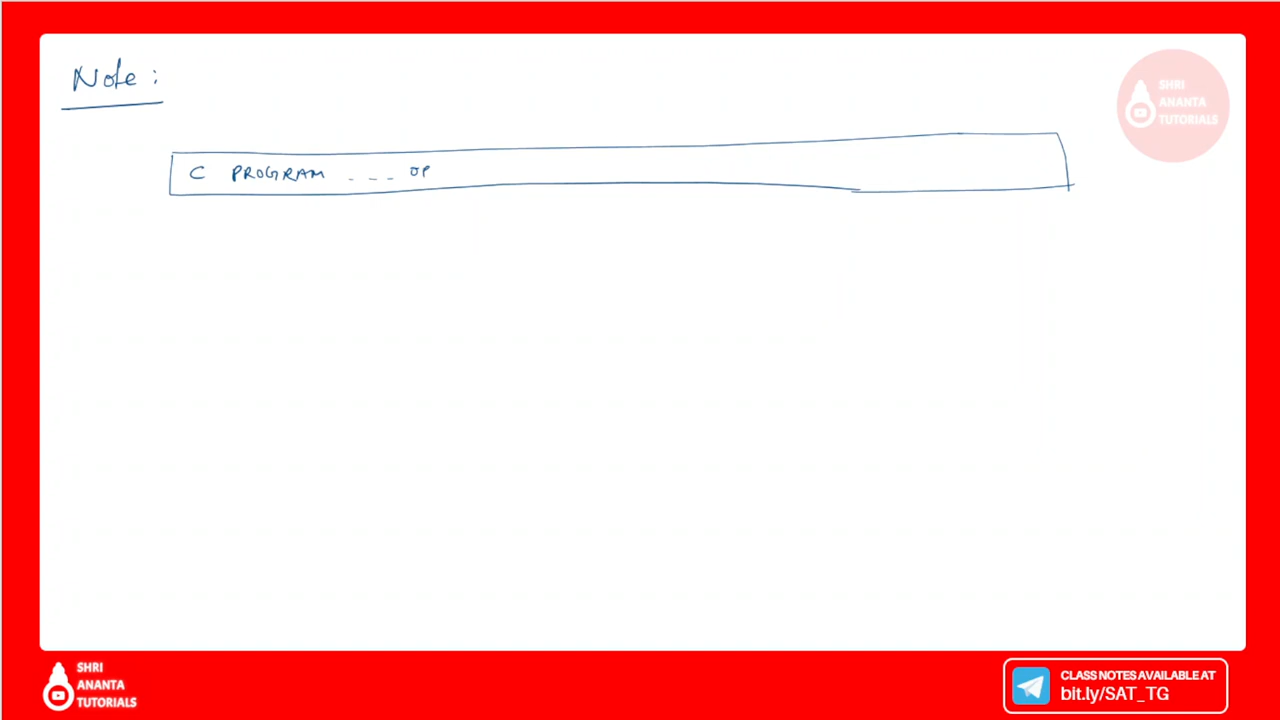 Note :
SHRI
ANANTA
TUTORIALS
C PROGRAM _ _ _ OP
SHRI
ANANTA
TUTORIALS
CLASS NOTES AVAILABLE AT
bit.ly/SAT_TG